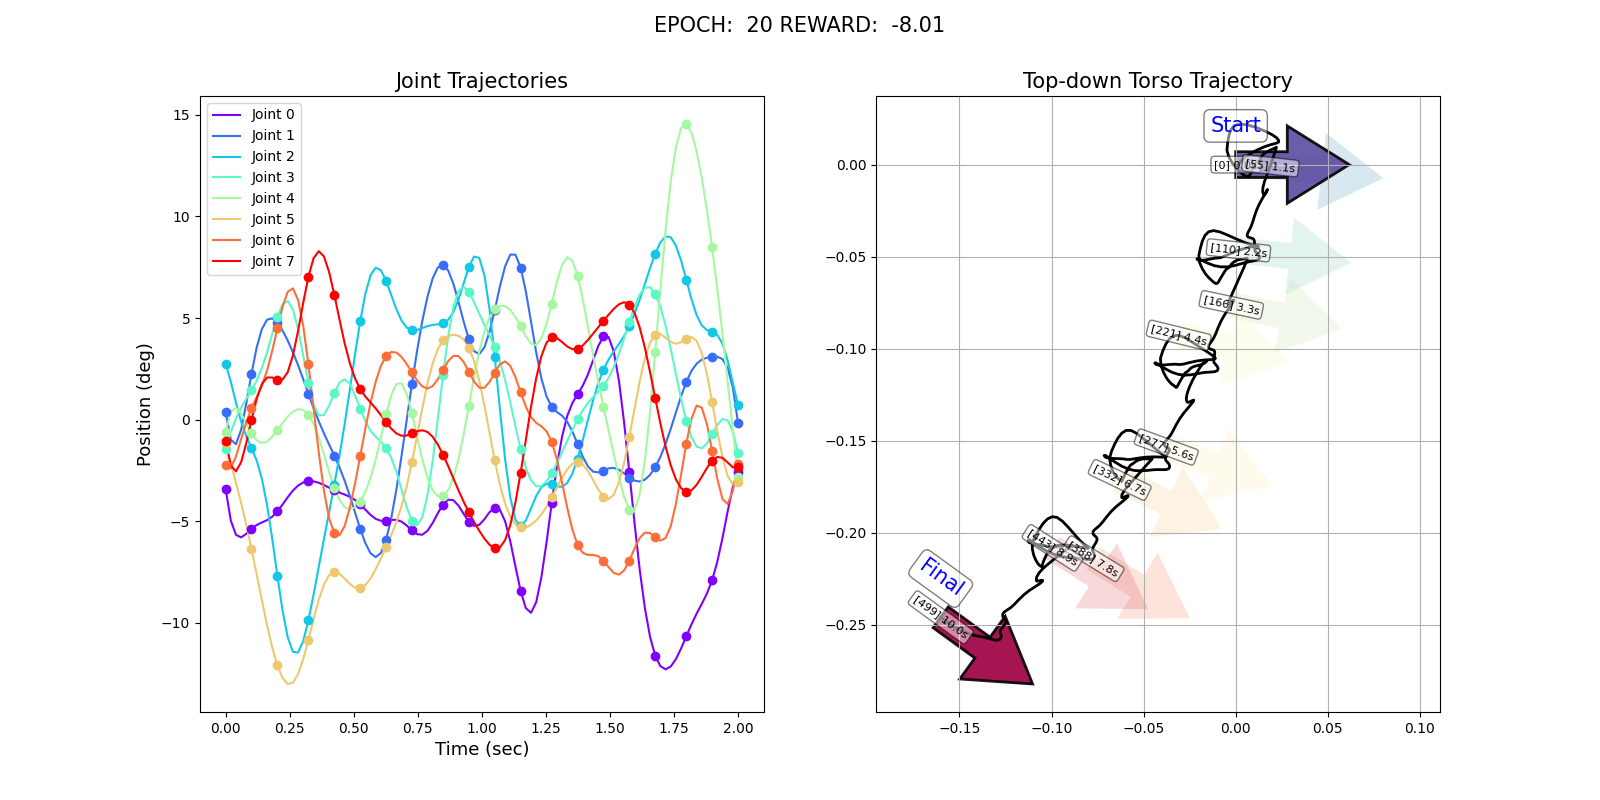 EPOCH:  20 REWARD:  -8.01
Joint Trajectories
15
10
5
0
−5
−10
Position (deg)
Joint 0
Joint 1
Joint 2
Joint 3
Joint 4
Joint 5
Joint 6
Joint 7
0.00 0.25 0.50 0.75 1.00 1.25 1.50 1.75 2.00
Time (sec)
Top-down Torso Trajectory
0.00
−0.05
−0.10
−0.15
−0.20
−0.25
Start
[0] 0.
[55] 1.1s
[110] 2.2s
[166] 3.3s
[221] 4.4s
[277] 5.6s
[332] 6.7s
[388] 7.8s
[443] 8.9s
Final
[499] 10.0s
−0.15 −0.10 −0.05 0.00 0.05 0.10